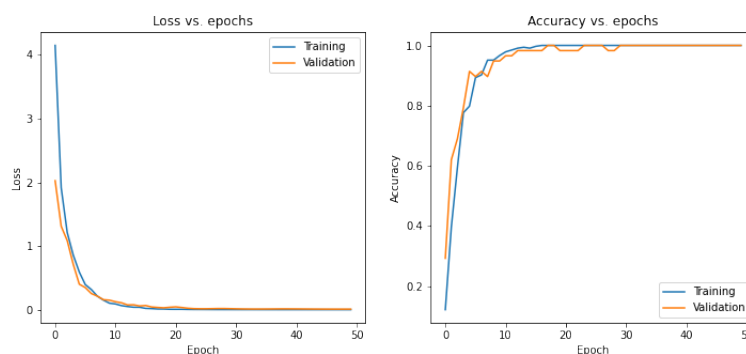 Loss vs. epochs
4
3
2
1
0
Loss
0
10
20
30
40
50
Epoch
Training
Validation
Accuracy vs. epochs
1.0
0.8
0.6
0.4
0.2
Accuracy
0
10
20
30
40
50
Epoch
Training
Validation